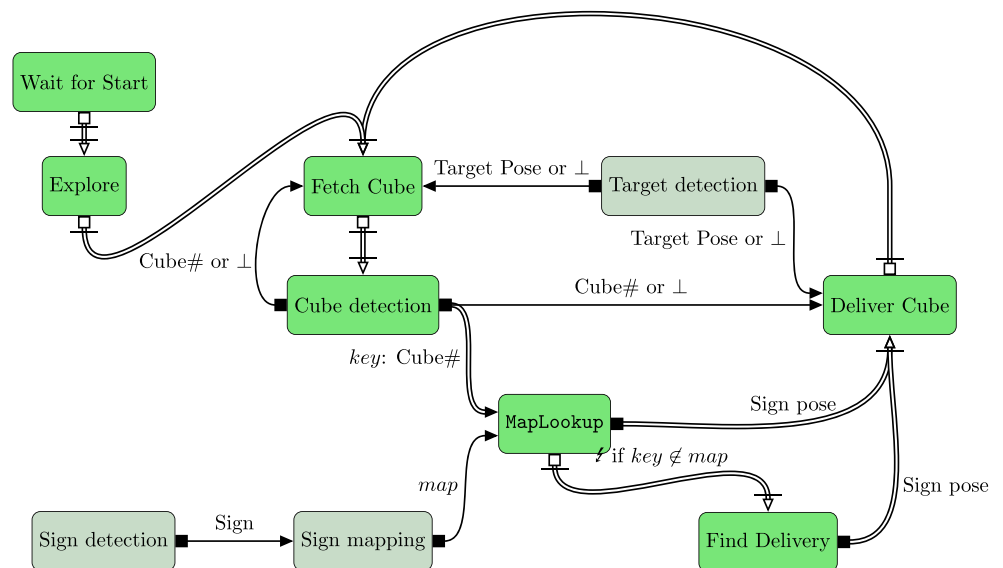 Wait for Start
Target Pose or ⊥
Explore
Fetch Cube
Target detection
Target Pose or ⊥
Cube# or ⊥
Cube# or ⊥
Cube detection
Deliver Cube
key: Cube#
Sign pose
MapLookup
↯ if key ∉ map
map
Sign pose
Sign
Sign detection
Sign mapping
Find Delivery